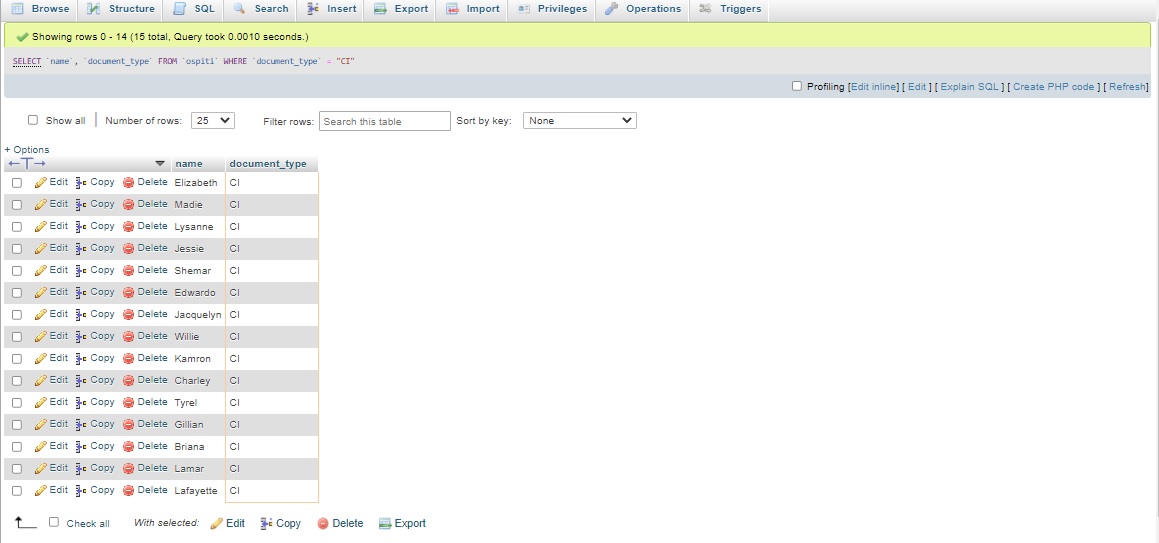 Browse Structure SQL Search Insert Export Import Privileges Operations Triggers
Showing rows 0 - 14 (15 total, Query took 0.0010 seconds.)
SELECT `name`, `document_type` FROM `ospiti` WHERE `document_type` = "CI"
Profiling [Edit inline] [ Edit ] [ Explain SQL ] [ Create PHP code ] [ Refresh]
Show all | Number of rows: 25 Filter rows: Search this table Sort by key: None
+ Options
←T→ name document_type
Edit Copy Delete Elizabeth CI
Edit Copy Delete Madie CI
Edit Copy Delete Lysanne CI
Edit Copy Delete Jessie CI
Edit Copy Delete Shemar CI
Edit Copy Delete Edwardo CI
Edit Copy Delete Jacquelyn CI
Edit Copy Delete Willie CI
Edit Copy Delete Kamron CI
Edit Copy Delete Charley CI
Edit Copy Delete Tyrel CI
Edit Copy Delete Gillian CI
Edit Copy Delete Briana CI
Edit Copy Delete Lamar CI
Edit Copy Delete Lafayette CI
Check all With selected: Edit Copy Delete Export